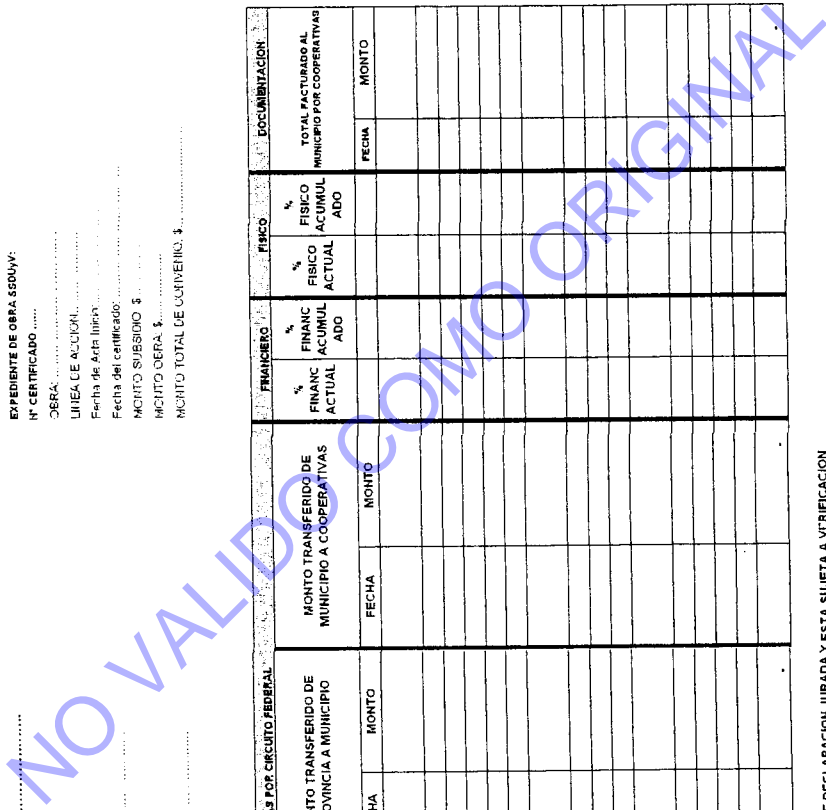 EXPEDIENTE DE OBRA SSDUyV:
N° CERTIFICADO ......
OBRA: ..............................
LINEA DE ACCION: ....................
Fecha de Acta Inicio: ..................
Fecha del certificado: ..................
MONTO SUBSIDIO $ ..............
MONTO OBRA: $ ..............
MONTO TOTAL DE CONVENIO: $ ..............................
POR CIRCUITO FEDERAL
FINANCIERO
FISICO
DOCUMENTACION
TRANSFERIDO DE
A MUNICIPIO
MONTO TRANSFERIDO DE
MUNICIPIO A COOPERATIVAS
%
FINANC
ACTUAL
%
FINANC
ACUMUL
ADO
%
FISICO
ACTUAL
%
FISICO
ACUMUL
ADO
TOTAL FACTURADO AL
MUNICIPIO POR COOPERATIVAS
MONTO
FECHA
MONTO
FECHA
MONTO
DECLARACION JURADA Y ESTA SUJETA A VERIFICACION
NO VALIDO COMO ORIGINAL